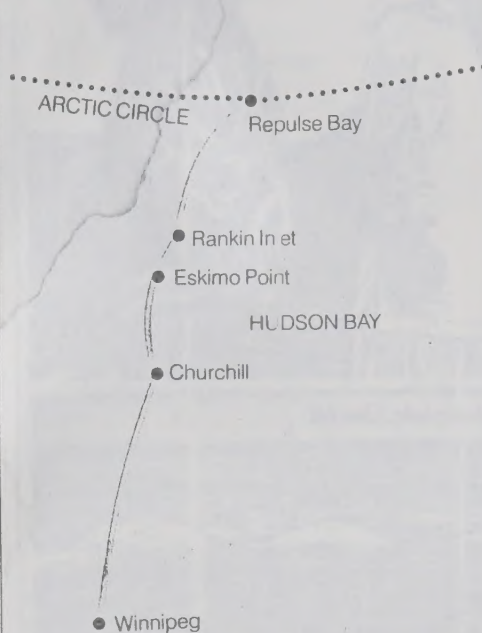 ARCTIC CIRCLE
Repulse Bay
Rankin In et
Eskimo Point
HUDSON BAY
Churchill
Winnipeg